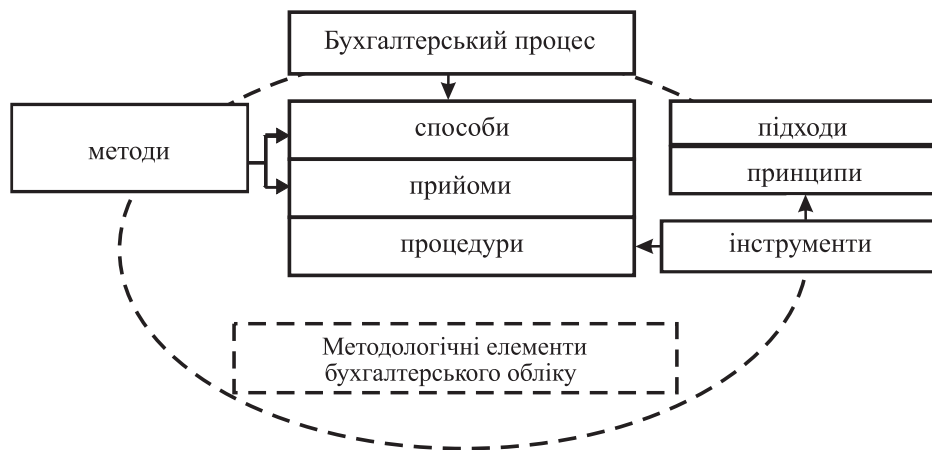 Бухгалтерський процес
методи
способи
прийоми
процедури
підходи
принципи
інструменти
Методологічні елементи
бухгалтерського обліку